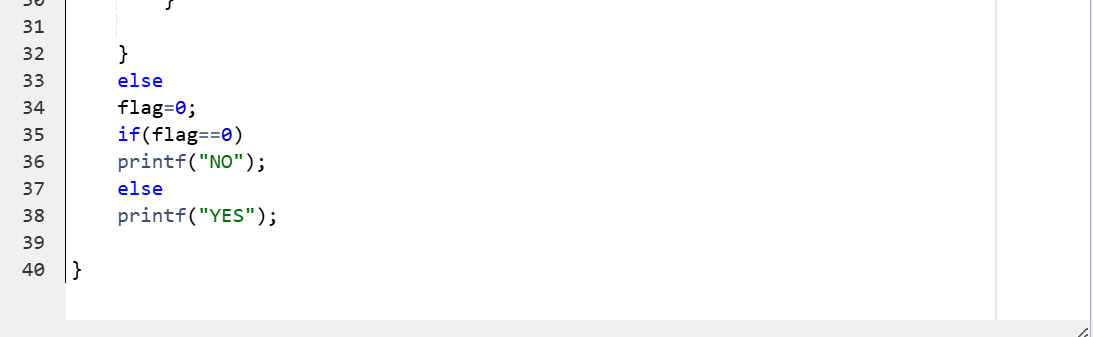 30 }
31
32 }
33 else
34 flag=0;
35 if(flag==0)
36 printf("NO");
37 else
38 printf("YES");
39
40 }